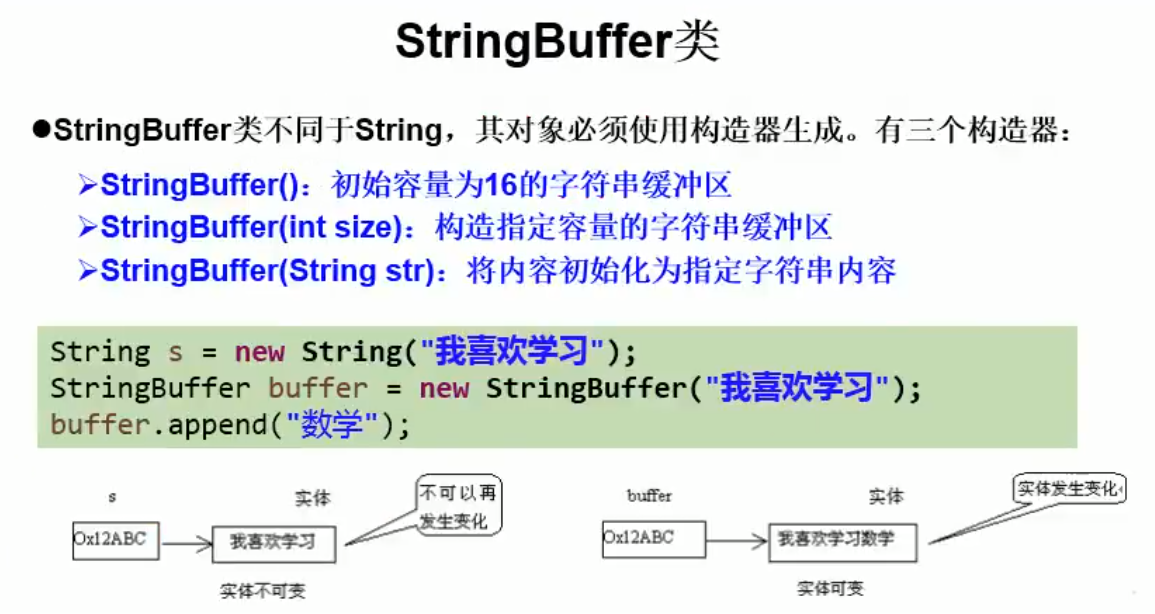 StringBuffer类
●StringBuffer类不同于String，其对象必须使用构造器生成。有三个构造器：
➢StringBuffer()：初始容量为16的字符串缓冲区
➢StringBuffer(int size)：构造指定容量的字符串缓冲区
➢StringBuffer(String str)：将内容初始化为指定字符串内容
String s = new String("我喜欢学习");
StringBuffer buffer = new StringBuffer("我喜欢学习");
buffer.append("数学");
s 实体 不可以再
发生变化
0x12ABC 我喜欢学习
实体不可变
buffer 实体 实体发生变化
0x12ABC 我喜欢学习数学
实体可变